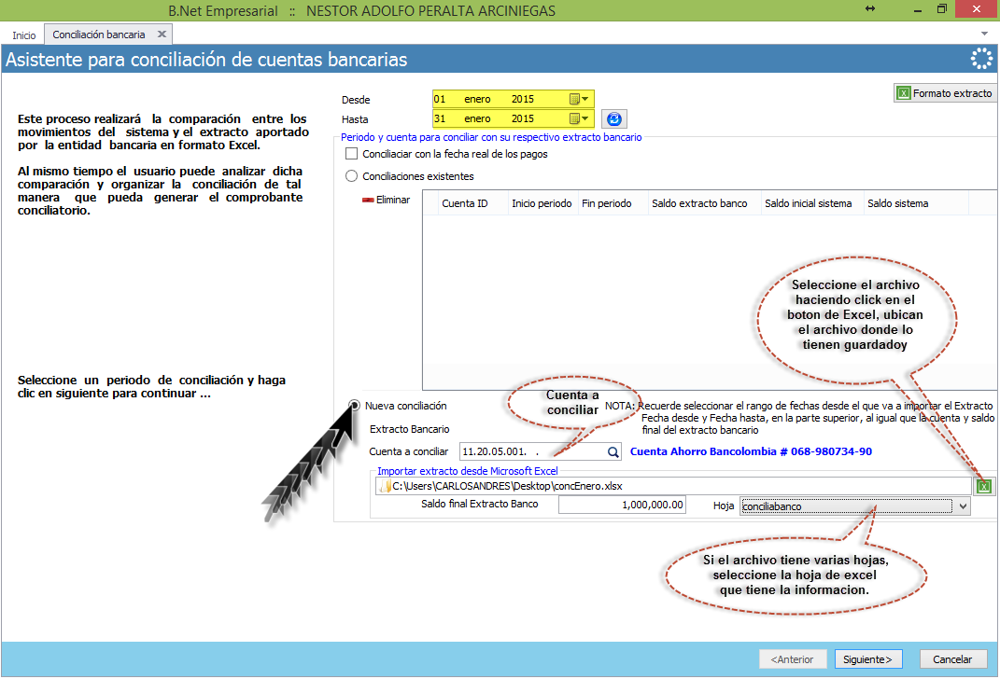 B.Net Empresarial :: NESTOR ADOLFO PERALTA ARCINIEGAS
Inicio
Conciliación bancaria
Asistente para conciliación de cuentas bancarias
Formato extracto
Desde
01 enero 2015
Hasta
31 enero 2015
Este proceso realizará la comparación entre los
movimientos del sistema y el extracto aportado
por la entidad bancaria en formato Excel.
Al mismo tiempo el usuario puede analizar dicha
comparación y organizar la conciliación de tal
manera que pueda generar el comprobante
conciliatorio.
Seleccione un periodo de conciliación y haga
clic en siguiente para continuar ...
Periodo y cuenta para conciliar con su respectivo extracto bancario
Conciliaciar con la fecha real de los pagos
Conciliaciones existentes
Eliminar
Cuenta ID Inicio periodo Fin periodo Saldo extracto banco Saldo inicial sistema Saldo sistema
Seleccione el archivo
haciendo click en el
boton de Excel, ubican
el archivo donde lo
tienen guardadoy
Nueva conciliación
Cuenta a
conciliar
NOTA: Recuerde seleccionar el rango de fechas desde el que va a importar el Extracto
Fecha desde y Fecha hasta, en la parte superior, al igual que la cuenta y saldo
final del extracto bancario
Extracto Bancario
Cuenta a conciliar 11.20.05.001. . Cuenta Ahorro Bancolombia # 068-980734-90
Importar extracto desde Microsoft Excel
C:\Users\CARLOSANDRES\Desktop\concEnero.xlsx
Saldo final Extracto Banco 1,000,000.00 Hoja conciliabanco
Si el archivo tiene varias hojas,
seleccione la hoja de excel
que tiene la informacion.
<Anterior
Siguiente>
Cancelar